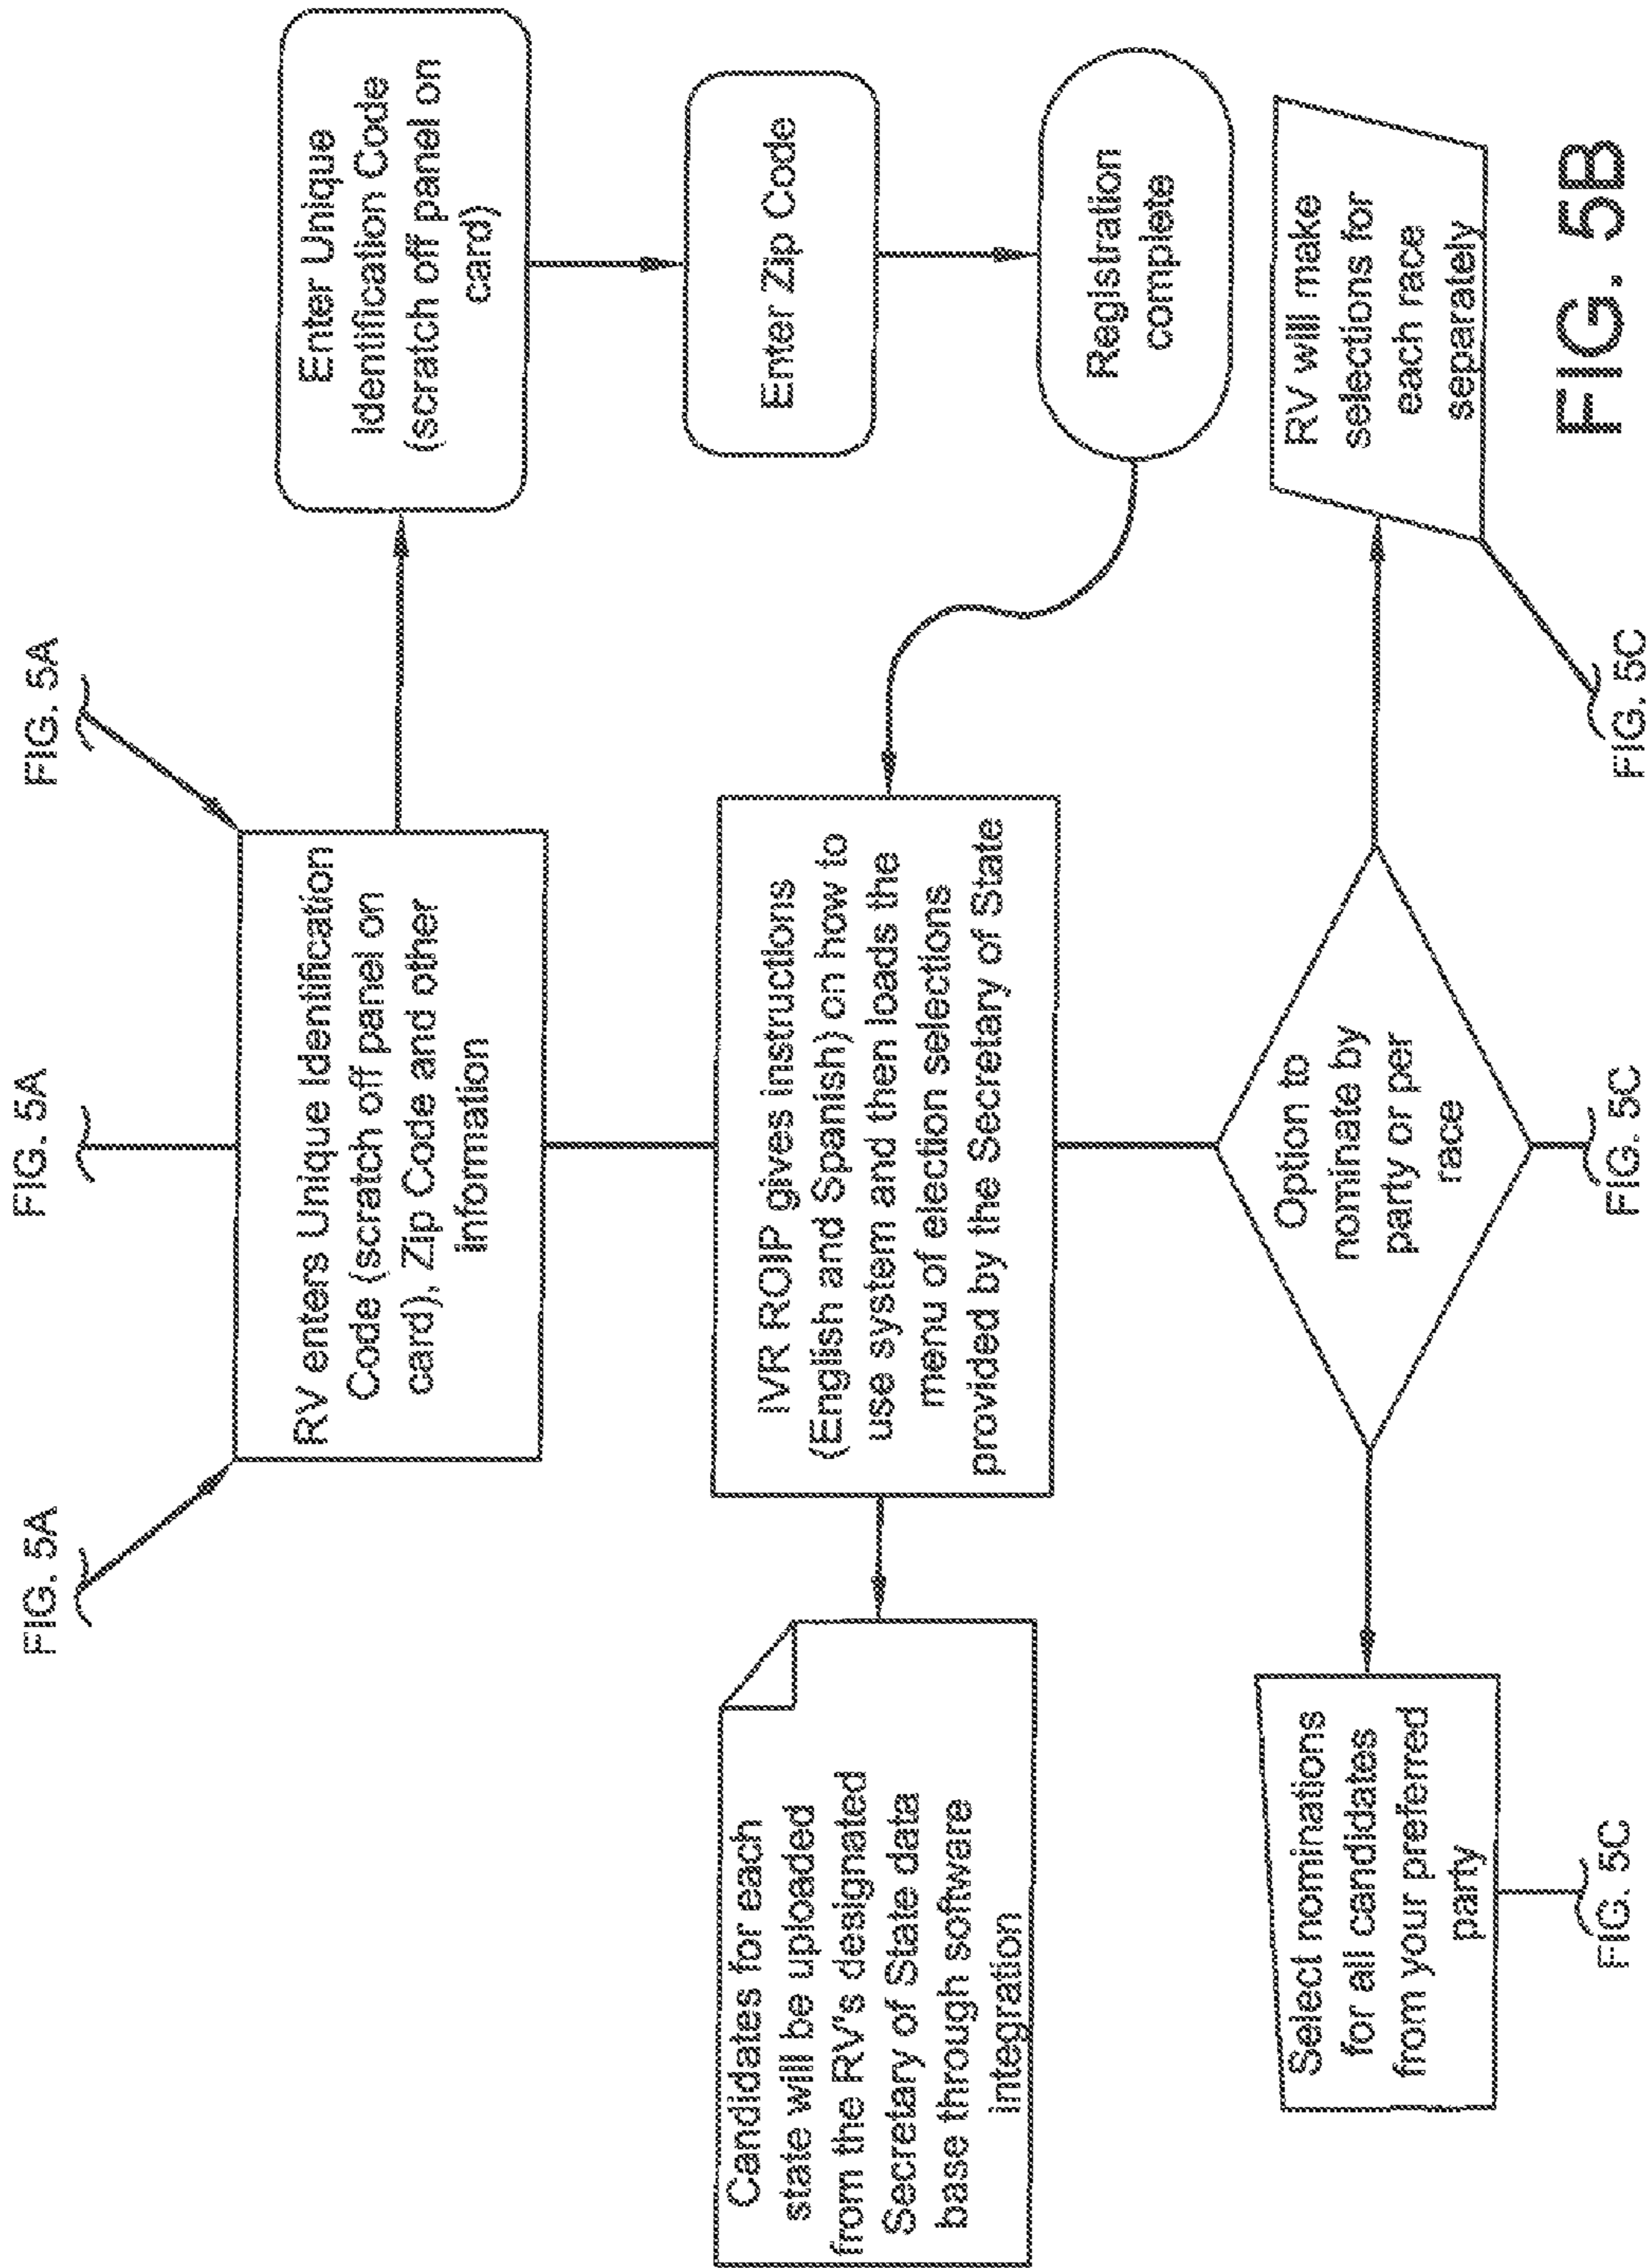 FIG. 5A
FIG. 5A
FIG. 5A
RV enters Unique Identification
Code (scratch off panel on
card), Zip Code and other
information
Enter Unique
Identification Code
(scratch off panel on
card)
Candidates for each
state will be uploaded
from the RV's designated
Secretary of State data
base through software
integration
IVR ROIP gives instructions
(English and Spanish) on how to
use system and then loads the
menu of election selections
provided by the Secretary of State
Enter Zip Code
Registration
complete
Select nominations
for all candidates
from your preferred
party
Option to
nominate by
party or per
race
RV will make
selections for
each race
separately
FIG. 5C
FIG. 5C
FIG. 5C
FIG. 5B